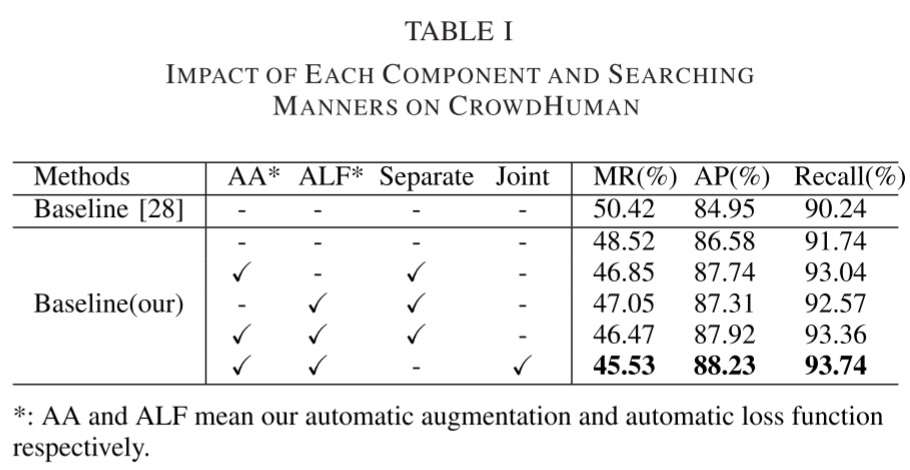 TABLE I
IMPACT OF EACH COMPONENT AND SEARCHING
MANNERS ON CROWDHUMAN
Methods AA* ALF* Separate Joint MR(%) AP(%) Recall(%)
Baseline [28] - - - - 50.42 84.95 90.24
- - - - 48.52 86.58 91.74
✓ - ✓ - 46.85 87.74 93.04
Baseline(our) - ✓ ✓ - 47.05 87.31 92.57
✓ ✓ ✓ - 46.47 87.92 93.36
✓ ✓ - ✓ 45.53 88.23 93.74
*: AA and ALF mean our automatic augmentation and automatic loss function
respectively.